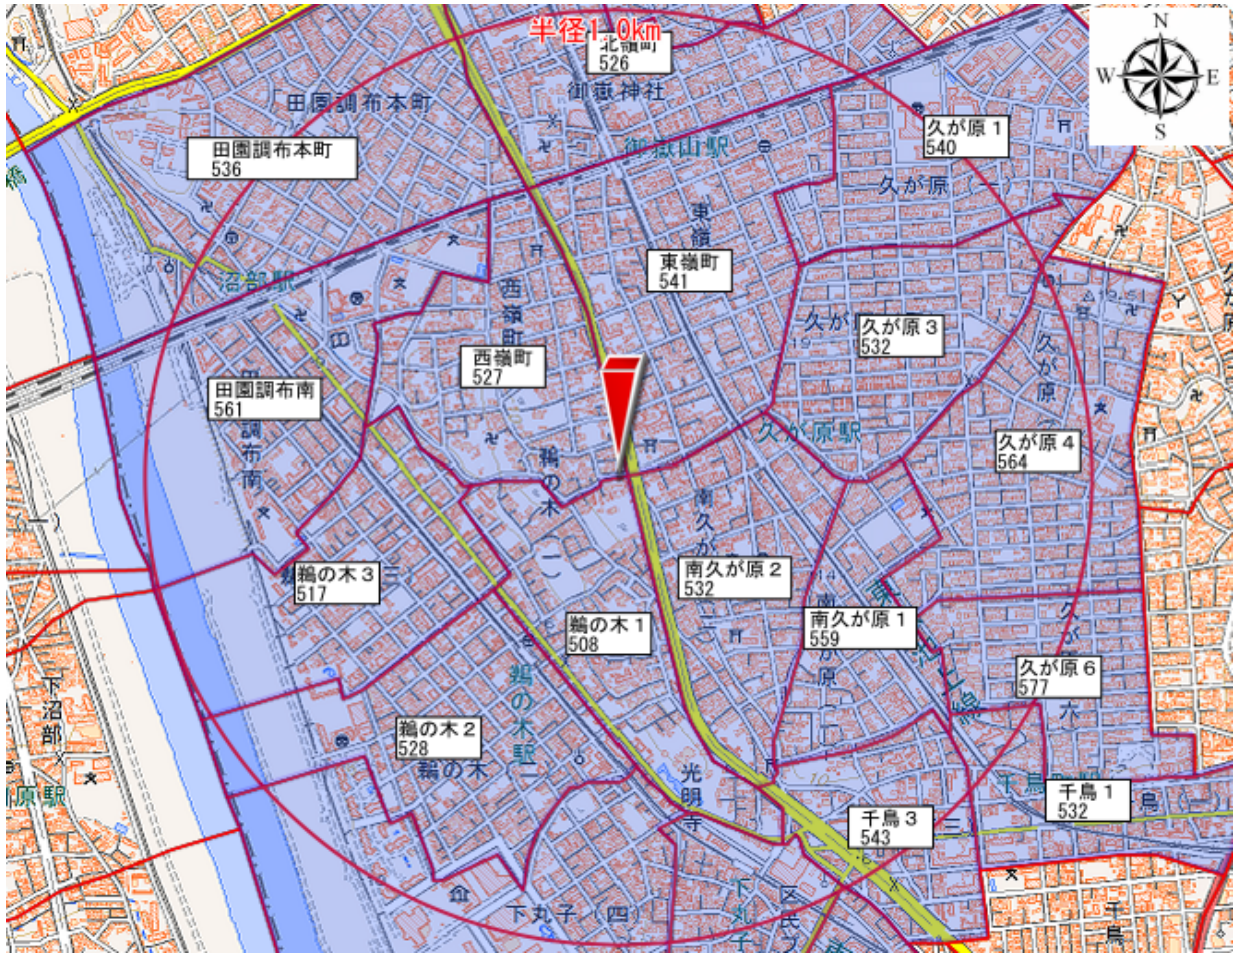 半径1.0km
N
W
E
S
北嶺町
526
御嶽神社
田園調布本町
田園調布本町
536
御嶽山駅
久が原1
540
久が原(一)
東嶺町
541
沼部駅
西嶺町
西嶺町
527
久が原3
532
田園調布南
561
田園調布南
久が原駅
久が原4
564
鵜の木(一)
南久が原2
532
鵜の木3
517
鵜の木1
508
南久が原1
559
久が原6
577
下沼部
鵜の木2
528
鵜の木(二)
鵜の木駅
光明寺
千鳥1
532
千鳥3
543
下丸子(四)
下丸子
千鳥